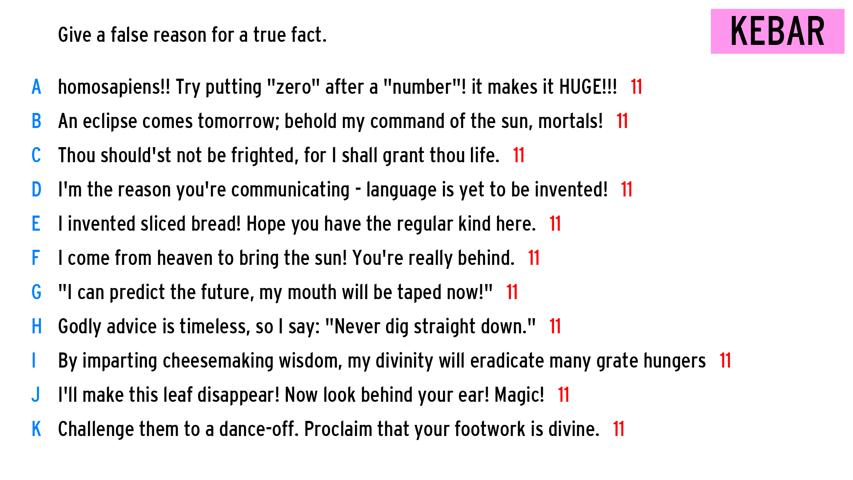 Give a false reason for a true fact.
KEBAR
A homosapiens!! Try putting "zero" after a "number"! it makes it HUGE!!! 11
B An eclipse comes tomorrow; behold my command of the sun, mortals! 11
C Thou should'st not be frighted, for I shall grant thou life. 11
D I'm the reason you're communicating - language is yet to be invented! 11
E I invented sliced bread! Hope you have the regular kind here. 11
F I come from heaven to bring the sun! You're really behind. 11
G "I can predict the future, my mouth will be taped now!" 11
H Godly advice is timeless, so I say: "Never dig straight down." 11
I By imparting cheesemaking wisdom, my divinity will eradicate many grate hungers 11
J I'll make this leaf disappear! Now look behind your ear! Magic! 11
K Challenge them to a dance-off. Proclaim that your footwork is divine. 11